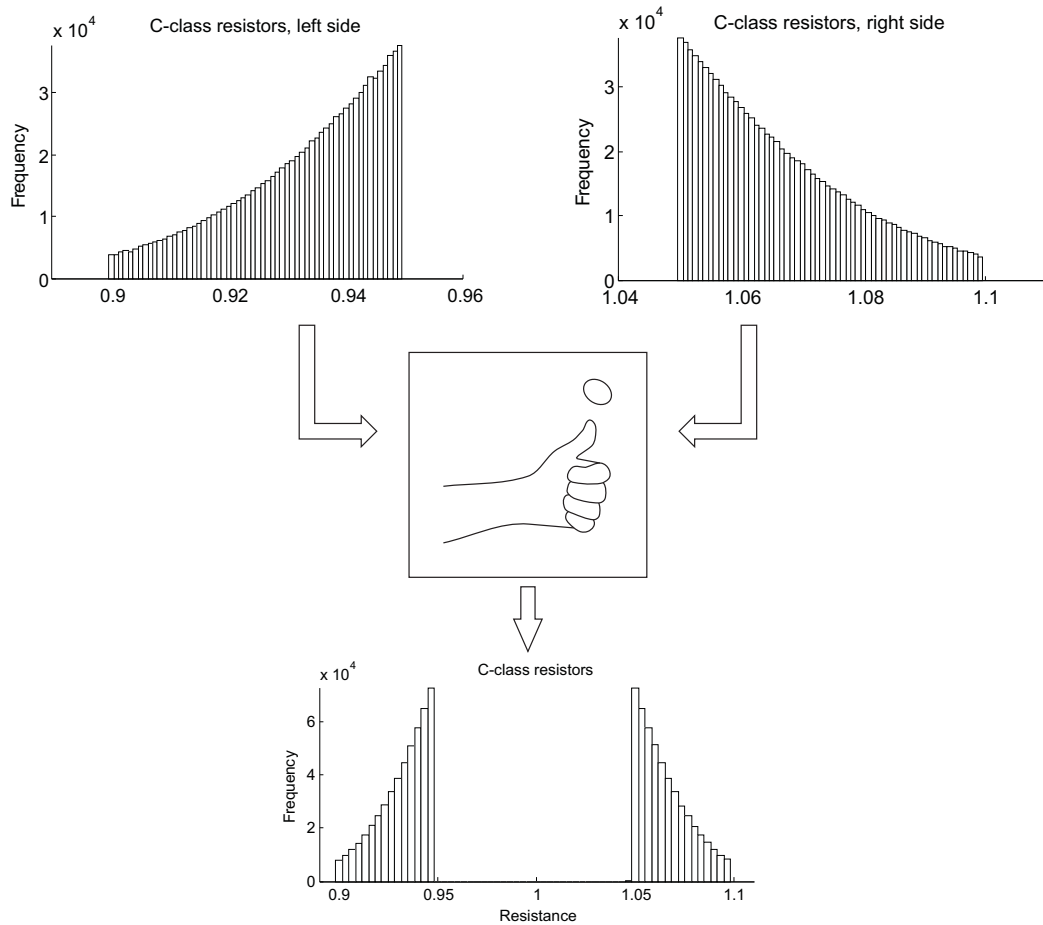 x 10^4
C-class resistors, left side
Frequency
3
2
1
0
0.9 0.92 0.94 0.96
x 10^4
C-class resistors, right side
Frequency
3
2
1
0
1.04 1.06 1.08 1.1
x 10^4
C-class resistors
Frequency
6
4
2
0
0.9 0.95 1 1.05 1.1
Resistance